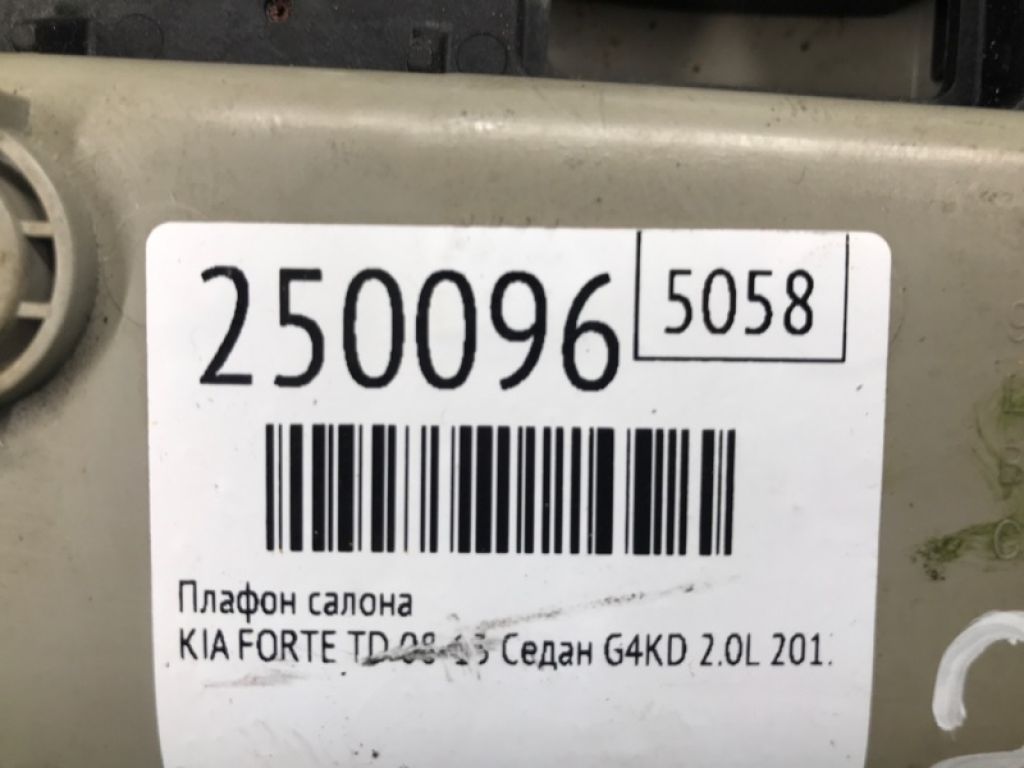 250096
5058
Плафон салона
KIA FORTE TD 08-13 Седан G4KD 2.0L 201.